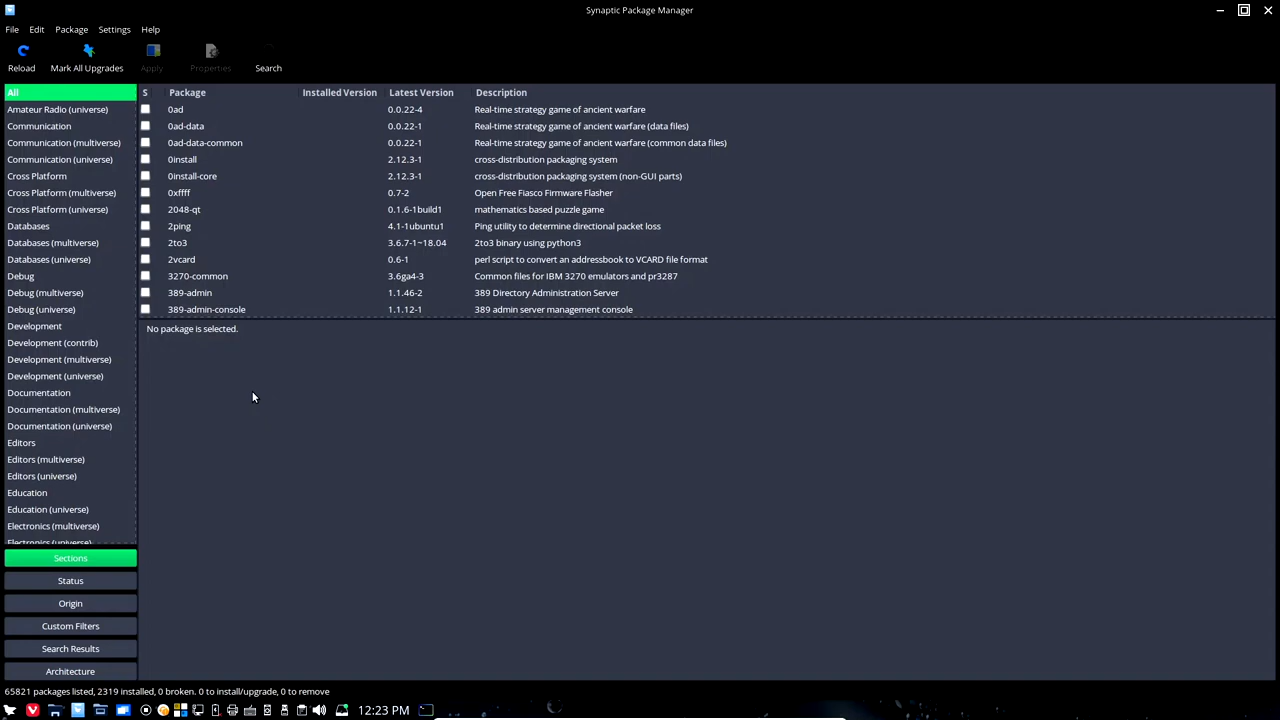 Synaptic Package Manager
File Edit Package Settings Help
Reload Mark All Upgrades Apply Properties Search
All
Amateur Radio (universe)
Communication
Communication (multiverse)
Communication (universe)
Cross Platform
Cross Platform (multiverse)
Cross Platform (universe)
Databases
Databases (multiverse)
Databases (universe)
Debug
Debug (multiverse)
Debug (universe)
Development
Development (contrib)
Development (multiverse)
Development (universe)
Documentation
Documentation (multiverse)
Documentation (universe)
Editors
Editors (multiverse)
Editors (universe)
Education
Education (universe)
Electronics (multiverse)
Electronics (universe)
Sections
Status
Origin
Custom Filters
Search Results
Architecture
S Package Installed Version Latest Version Description
0ad 0.0.22-4 Real-time strategy game of ancient warfare
0ad-data 0.0.22-1 Real-time strategy game of ancient warfare (data files)
0ad-data-common 0.0.22-1 Real-time strategy game of ancient warfare (common data files)
0install 2.12.3-1 cross-distribution packaging system
0install-core 2.12.3-1 cross-distribution packaging system (non-GUI parts)
0xffff 0.7-2 Open Free Fiasco Firmware Flasher
2048-qt 0.1.6-1build1 mathematics based puzzle game
2ping 4.1-1ubuntu1 Ping utility to determine directional packet loss
2to3 3.6.7-1~18.04 2to3 binary using python3
2vcard 0.6-1 perl script to convert an addressbook to VCARD file format
3270-common 3.6ga4-3 Common files for IBM 3270 emulators and pr3287
389-admin 1.1.46-2 389 Directory Administration Server
389-admin-console 1.1.12-1 389 admin server management console
No package is selected.
65821 packages listed, 2319 installed, 0 broken. 0 to install/upgrade, 0 to remove
12:23 PM